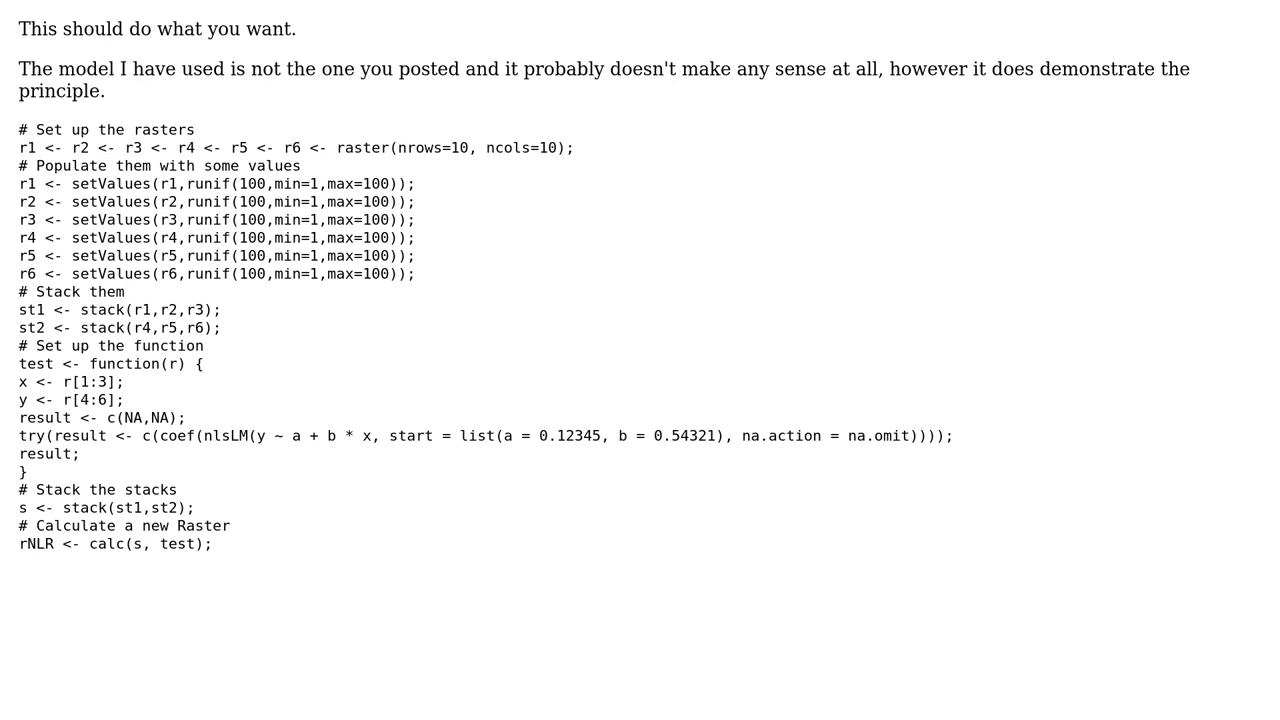 This should do what you want.
The model I have used is not the one you posted and it probably doesn't make any sense at all, however it does demonstrate the
principle.
# Set up the rasters
r1 <- r2 <- r3 <- r4 <- r5 <- r6 <- raster(nrows=10, ncols=10);
# Populate them with some values
r1 <- setValues(r1,runif(100,min=1,max=100));
r2 <- setValues(r2,runif(100,min=1,max=100));
r3 <- setValues(r3,runif(100,min=1,max=100));
r4 <- setValues(r4,runif(100,min=1,max=100));
r5 <- setValues(r5,runif(100,min=1,max=100));
r6 <- setValues(r6,runif(100,min=1,max=100));
# Stack them
st1 <- stack(r1,r2,r3);
st2 <- stack(r4,r5,r6);
# Set up the function
test <- function(r) {
x <- r[1:3];
y <- r[4:6];
result <- c(NA,NA);
try(result <- c(coef(nlsLM(y ~ a + b * x, start = list(a = 0.12345, b = 0.54321), na.action = na.omit))));
result;
}
# Stack the stacks
s <- stack(st1,st2);
# Calculate a new Raster
rNLR <- calc(s, test);